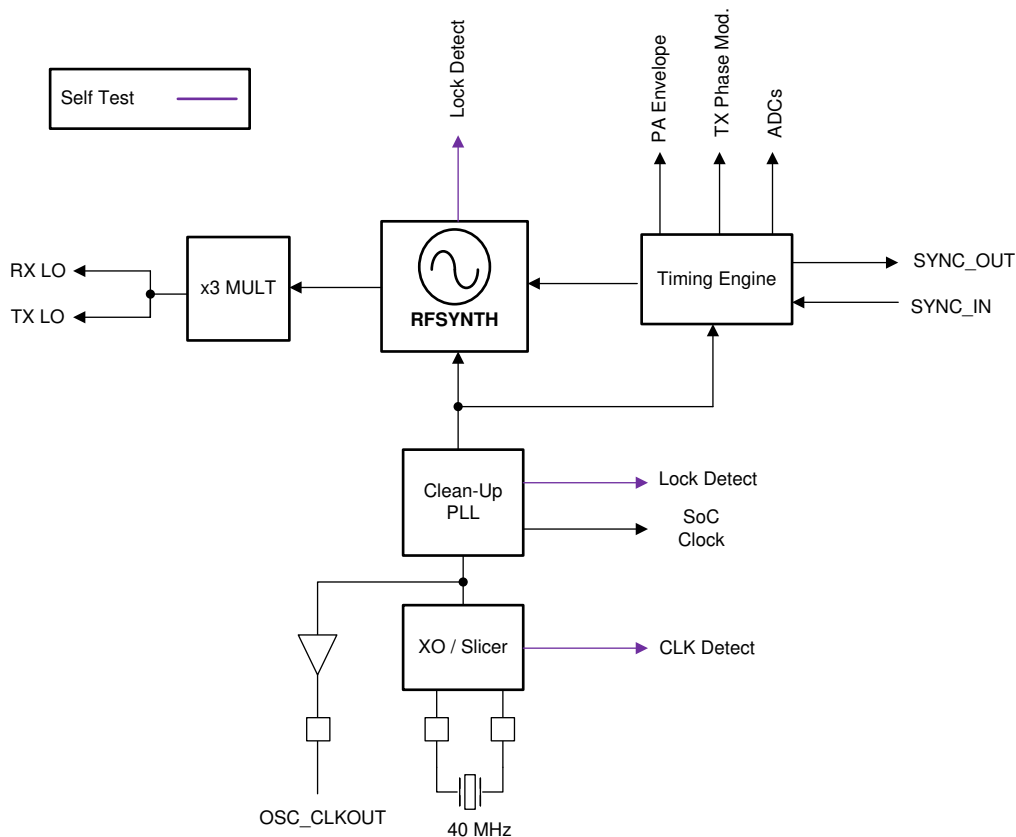 Self Test
Lock Detect
PA Envelope
TX Phase Mod.
ADCs
RX LO
TX LO
x3 MULT
RFSYNTH
Timing Engine
SYNC_OUT
SYNC_IN
Clean-Up
PLL
Lock Detect
SoC
Clock
XO / Slicer
CLK Detect
OSC_CLKOUT
40 MHz